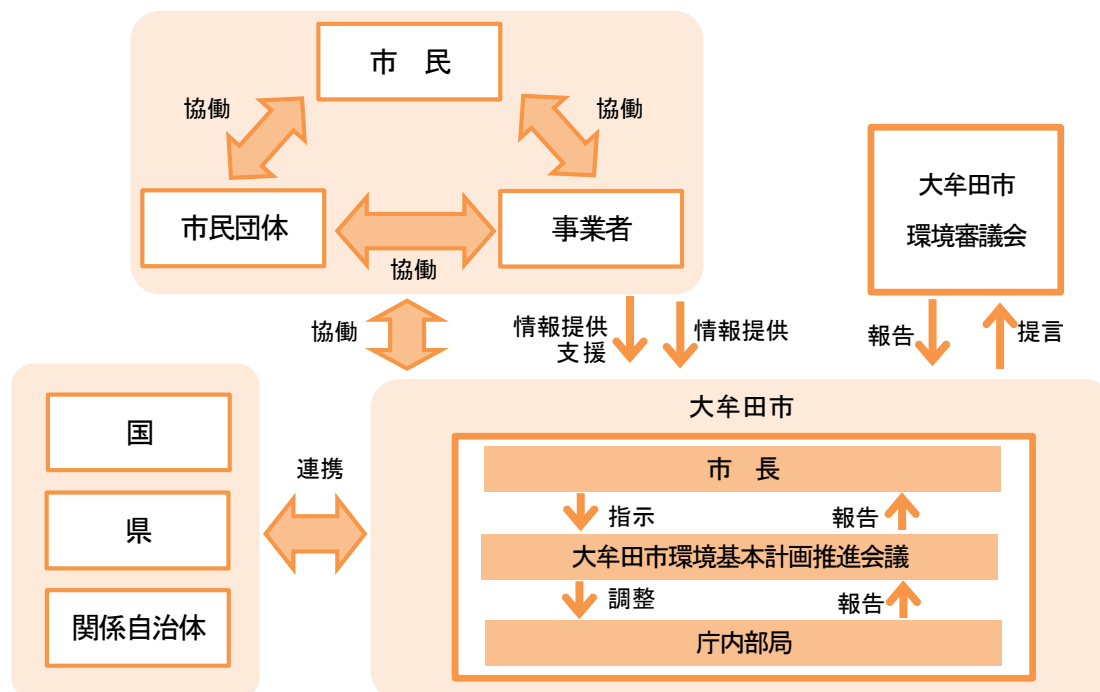 市　民
協働
協働
市民団体
事業者
協働
大牟田市
環境審議会
協働
情報提供
支援
情報提供
報告
提言
国
県
関係自治体
連携
大牟田市
市　長
指示
報告
大牟田市環境基本計画推進会議
調整
報告
庁内部局